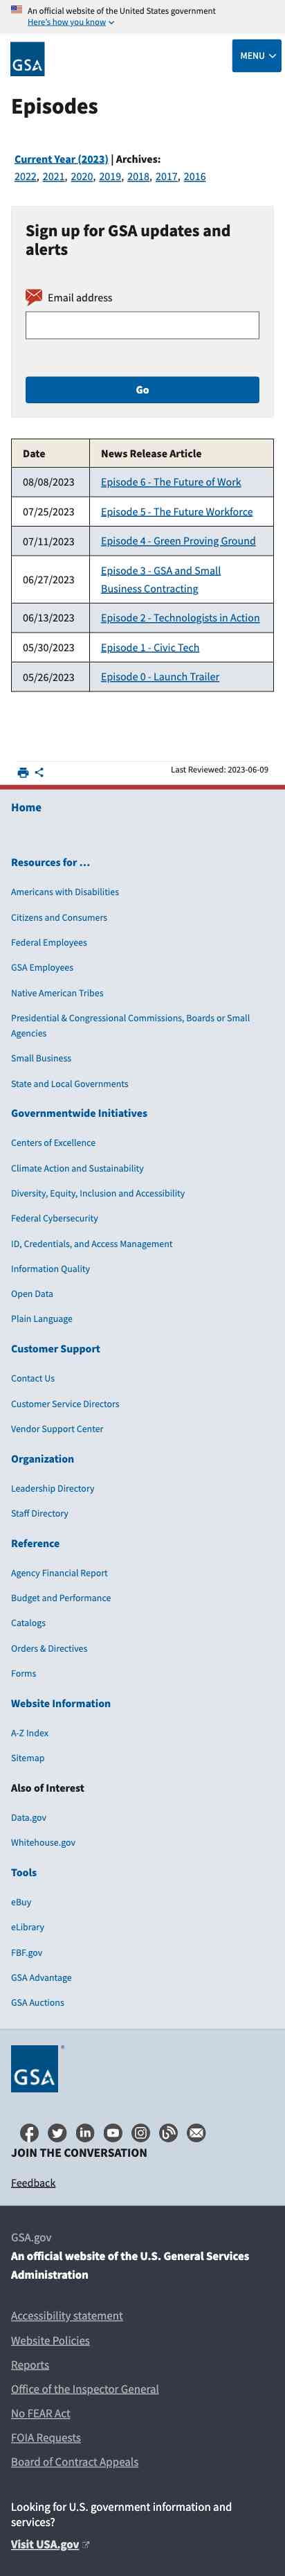 An official website of the United States government
Here's how you know
GSA
MENU
Episodes
Current Year (2023) | Archives:
2022, 2021, 2020, 2019, 2018, 2017, 2016
Sign up for GSA updates and
alerts
Email address
Go
Date News Release Article
08/08/2023 Episode 6 - The Future of Work
07/25/2023 Episode 5 - The Future Workforce
07/11/2023 Episode 4 - Green Proving Ground
06/27/2023 Episode 3 - GSA and Small
Business Contracting
06/13/2023 Episode 2 - Technologists in Action
05/30/2023 Episode 1 - Civic Tech
05/26/2023 Episode 0 - Launch Trailer
Last Reviewed: 2023-06-09
Home
Resources for …
Americans with Disabilities
Citizens and Consumers
Federal Employees
GSA Employees
Native American Tribes
Presidential & Congressional Commissions, Boards or Small
Agencies
Small Business
State and Local Governments
Governmentwide Initiatives
Centers of Excellence
Climate Action and Sustainability
Diversity, Equity, Inclusion and Accessibility
Federal Cybersecurity
ID, Credentials, and Access Management
Information Quality
Open Data
Plain Language
Customer Support
Contact Us
Customer Service Directors
Vendor Support Center
Organization
Leadership Directory
Staff Directory
Reference
Agency Financial Report
Budget and Performance
Catalogs
Orders & Directives
Forms
Website Information
A-Z Index
Sitemap
Also of Interest
Data.gov
Whitehouse.gov
Tools
eBuy
eLibrary
FBF.gov
GSA Advantage
GSA Auctions
GSA
JOIN THE CONVERSATION
Feedback
GSA.gov
An official website of the U.S. General Services
Administration
Accessibility statement
Website Policies
Reports
Office of the Inspector General
No FEAR Act
FOIA Requests
Board of Contract Appeals
Looking for U.S. government information and
services?
Visit USA.gov